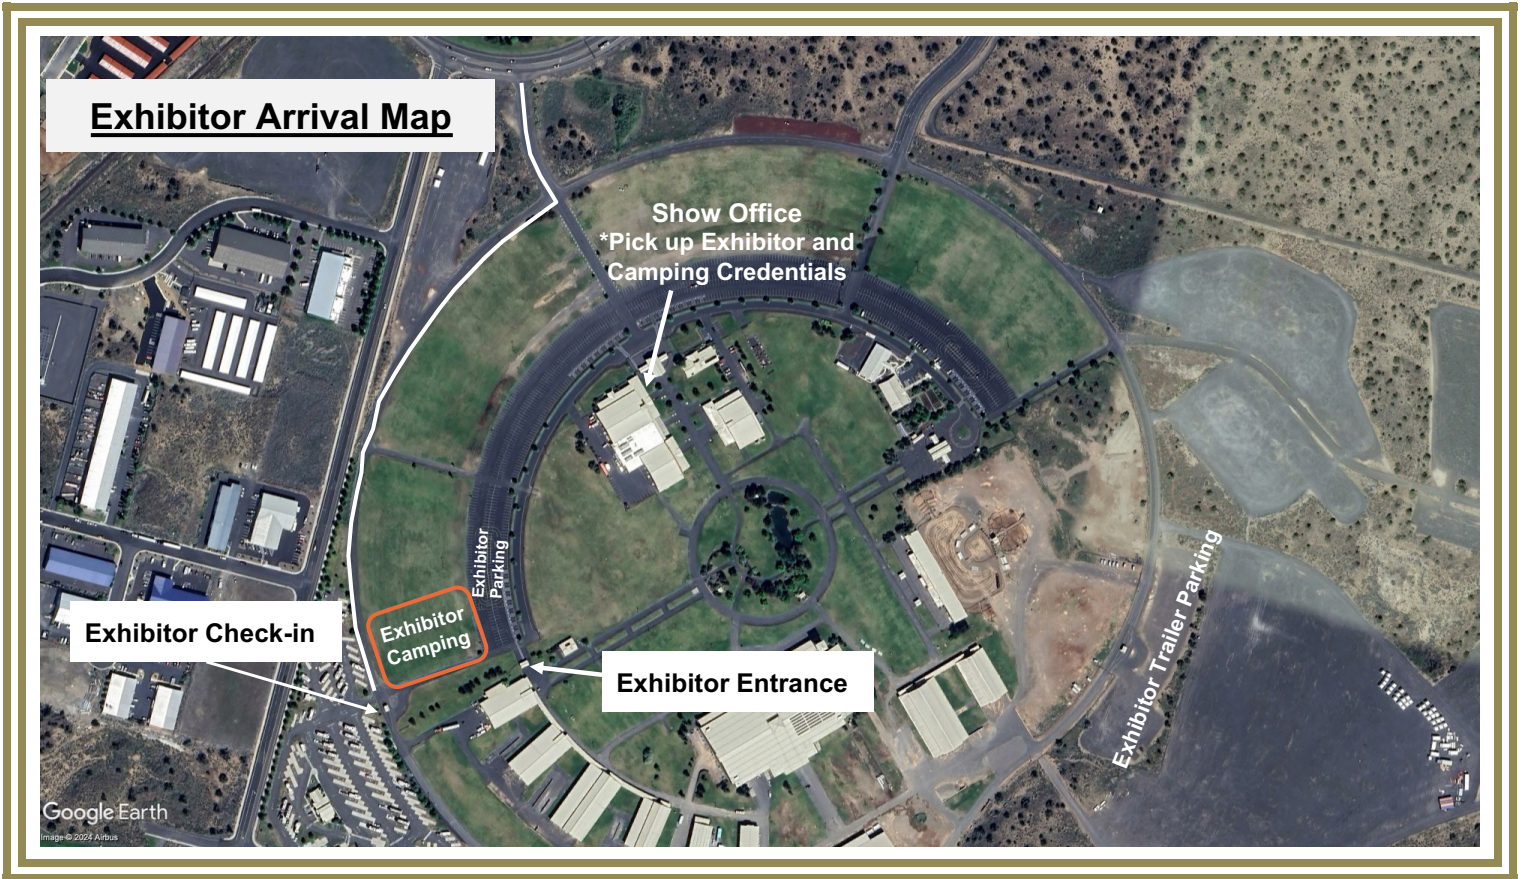 Exhibitor Arrival Map
Show Office
*Pick up Exhibitor and
Camping Credentials
Exhibitor
Parking
Exhibitor
Camping
Exhibitor Check-in
Exhibitor Entrance
Exhibitor Trailer Parking
Google Earth
Image © 2024 Airbus